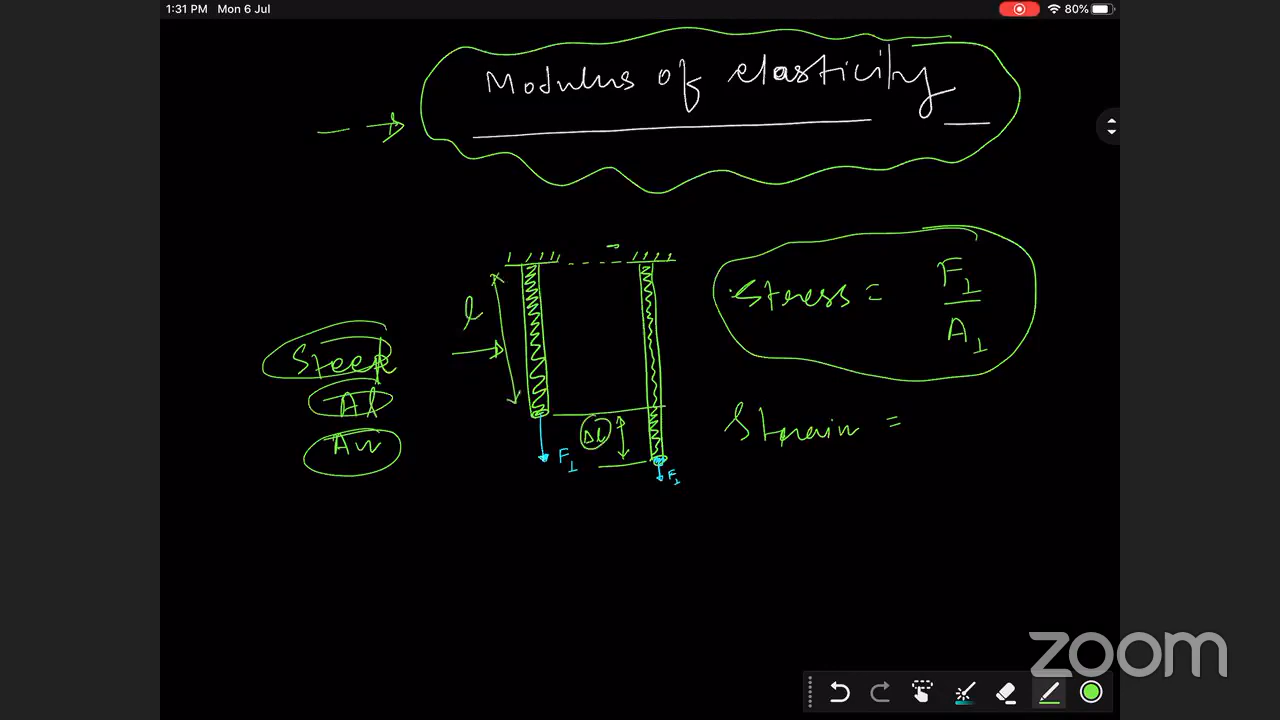 1:31 PM Mon 6 Jul
80%
Modulus of elasticity
Stress = F⊥ / A⊥
l
Steel
Al
Au
Δl
F⊥
F⊥
Strain =
zoom